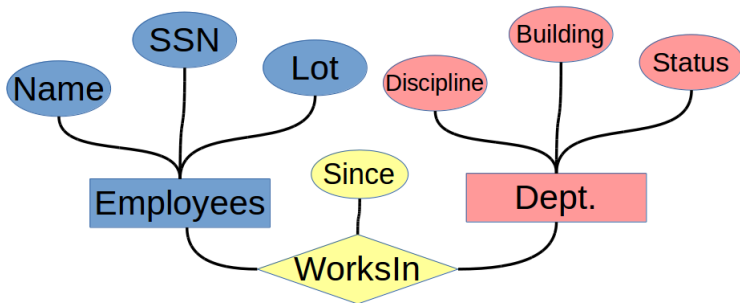 Name
SSN
Lot
Discipline
Building
Status
Employees
Since
Dept.
WorksIn